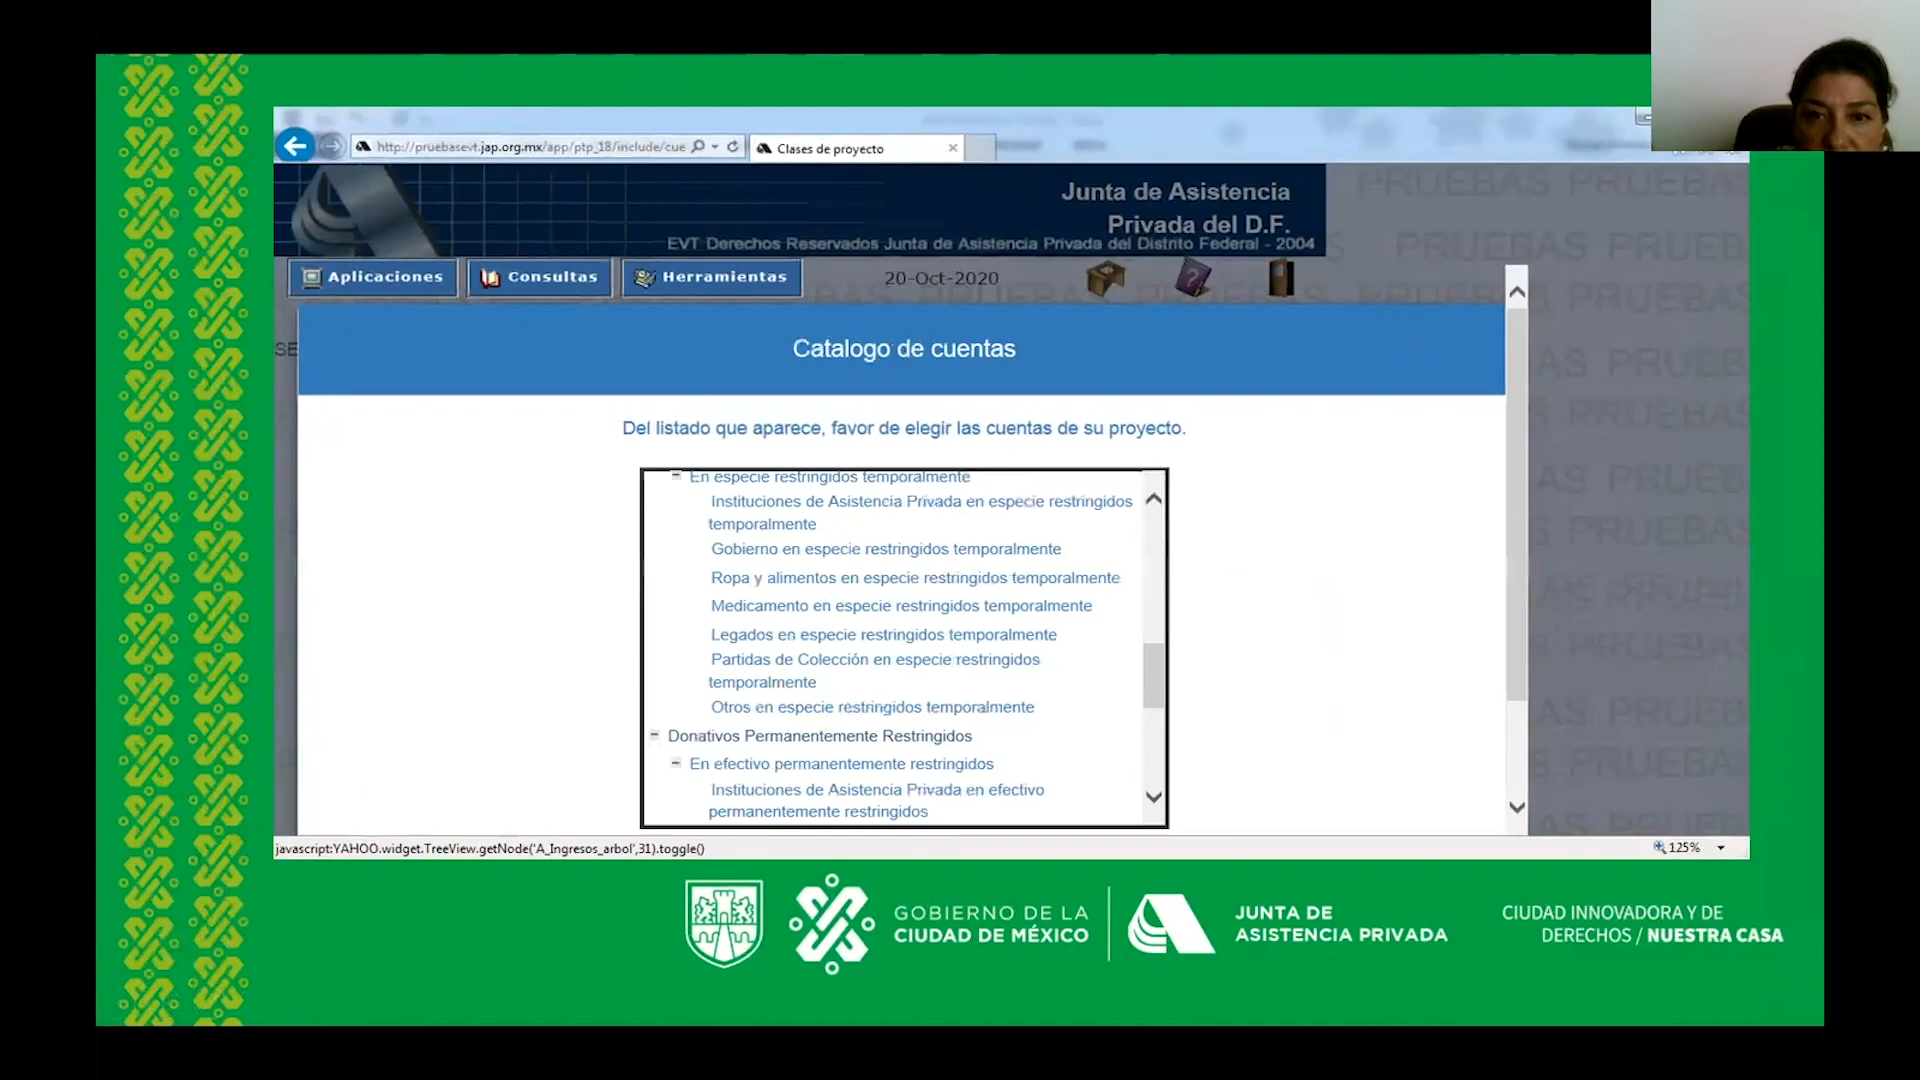 http://pruebasevt.jap.org.mx/app/ptp_18/include/cue
Clases de proyecto
Junta de Asistencia
Privada del D.F.
EVT Derechos Reservados Junta de Asistencia Privada del Distrito Federal - 2004
PRUEBAS PRUEBAS
PRUEBAS PRUEBAS
Aplicaciones
Consultas
Herramientas
20-Oct-2020
SE
Catalogo de cuentas
Del listado que aparece, favor de elegir las cuentas de su proyecto.
En especie restringidos temporalmente
Instituciones de Asistencia Privada en especie restringidos
temporalmente
Gobierno en especie restringidos temporalmente
Ropa y alimentos en especie restringidos temporalmente
Medicamento en especie restringidos temporalmente
Legados en especie restringidos temporalmente
Partidas de Colección en especie restringidos
temporalmente
Otros en especie restringidos temporalmente
Donativos Permanentemente Restringidos
En efectivo permanentemente restringidos
Instituciones de Asistencia Privada en efectivo
permanentemente restringidos
javascript:YAHOO.widget.TreeView.getNode('A_Ingresos_arbol',31).toggle()
125%
GOBIERNO DE LA
CIUDAD DE MÉXICO
JUNTA DE
ASISTENCIA PRIVADA
CIUDAD INNOVADORA Y DE
DERECHOS / NUESTRA CASA